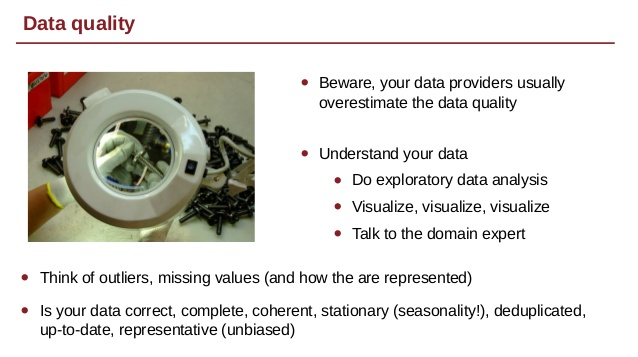 Data quality
Beware, your data providers usually
overestimate the data quality
Understand your data
Do exploratory data analysis
Visualize, visualize, visualize
Talk to the domain expert
Think of outliers, missing values (and how the are represented)
Is your data correct, complete, coherent, stationary (seasonality!), deduplicated,
up-to-date, representative (unbiased)